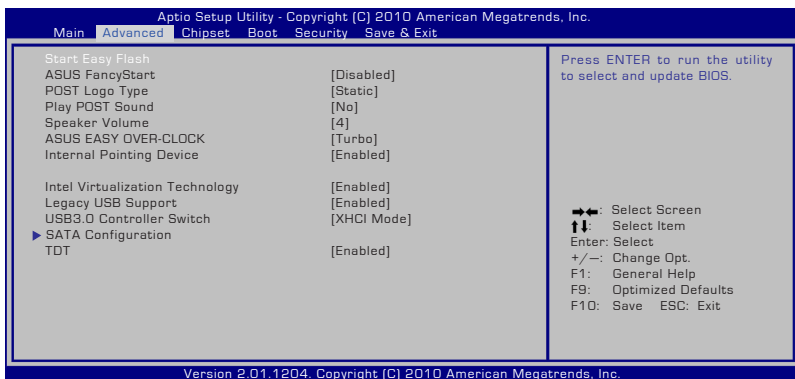 Aptio Setup Utility - Copyright (C) 2010 American Megatrends, Inc.
Main Advanced Chipset Boot Security Save & Exit
Start Easy Flash
ASUS FancyStart [Disabled]
POST Logo Type [Static]
Play POST Sound [No]
Speaker Volume [4]
ASUS EASY OVER-CLOCK [Turbo]
Internal Pointing Device [Enabled]
Intel Virtualization Technology [Enabled]
Legacy USB Support [Enabled]
USB3.0 Controller Switch [XHCI Mode]
SATA Configuration
TDT [Enabled]
Press ENTER to run the utility
to select and update BIOS.
→←: Select Screen
↑↓: Select Item
Enter: Select
+/−: Change Opt.
F1: General Help
F9: Optimized Defaults
F10: Save ESC: Exit
Version 2.01.1204. Copyright (C) 2010 American Megatrends, Inc.